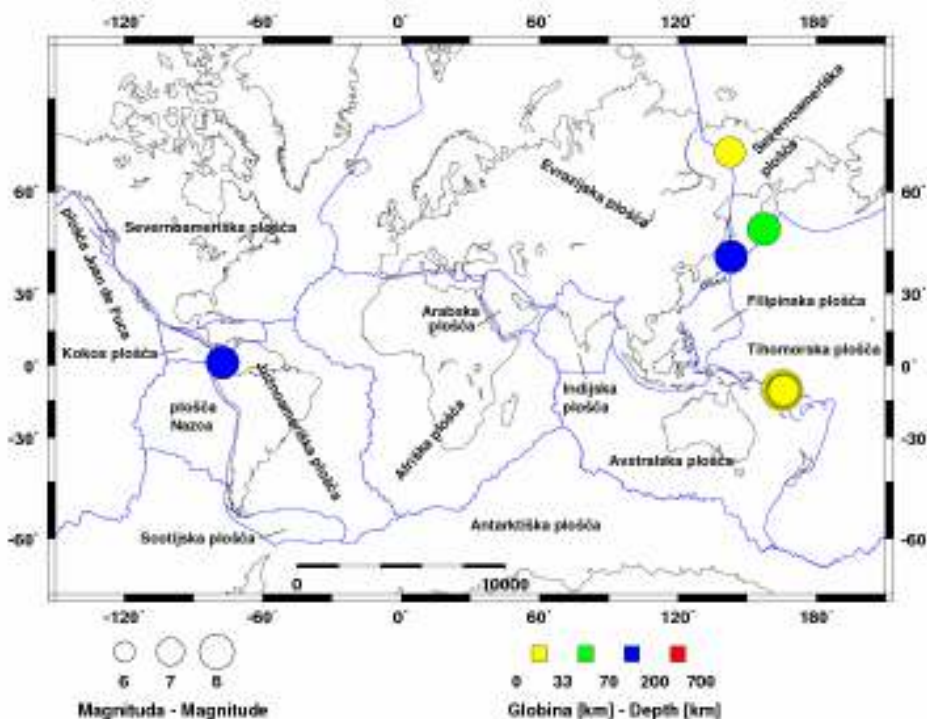 -120° -60° 0° 60° 120° 180°
60° 60°
30° 30°
0° 0°
-30° -30°
-60° -60°
Severnoameriška plošča
Evrazijska plošča
Severnoameriška plošča
plošča Juan de Fuca
Arabska plošča
Filipinska plošča
Kokos plošča
Tihomorska plošča
Južnoameriška plošča
Indijska plošča
plošča Nazca
Afriška plošča
Avstralska plošča
Antarktiška plošča
Scotijska plošča
0 10000
-120° -60° 0° 60° 120° 180°
6 7 8
0 33 70 200 700
Magnituda - Magnitude
Globina [km] - Depth [km]